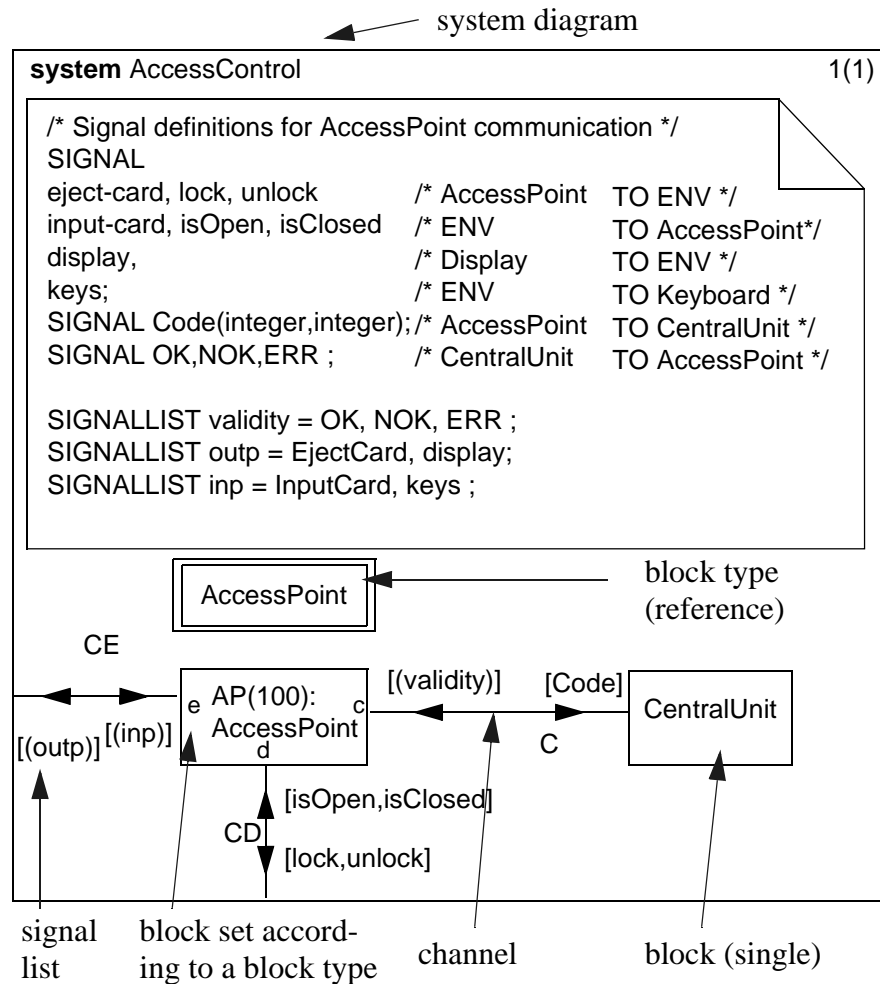 system diagram
system AccessControl 1(1)
/* Signal definitions for AccessPoint communication */
SIGNAL
eject-card, lock, unlock /* AccessPoint TO ENV */
input-card, isOpen, isClosed /* ENV TO AccessPoint*/
display, /* Display TO ENV */
keys; /* ENV TO Keyboard */
SIGNAL Code(integer,integer); /* AccessPoint TO CentralUnit */
SIGNAL OK,NOK,ERR ; /* CentralUnit TO AccessPoint */
SIGNALLIST validity = OK, NOK, ERR ;
SIGNALLIST outp = EjectCard, display;
SIGNALLIST inp = InputCard, keys ;
AccessPoint
block type
(reference)
CE
[(outp)] [(inp)]
e AP(100): c
AccessPoint
d
[(validity)] [Code]
C
CentralUnit
[isOpen,isClosed]
CD
[lock,unlock]
signal
list
block set accord-
ing to a block type
channel
block (single)